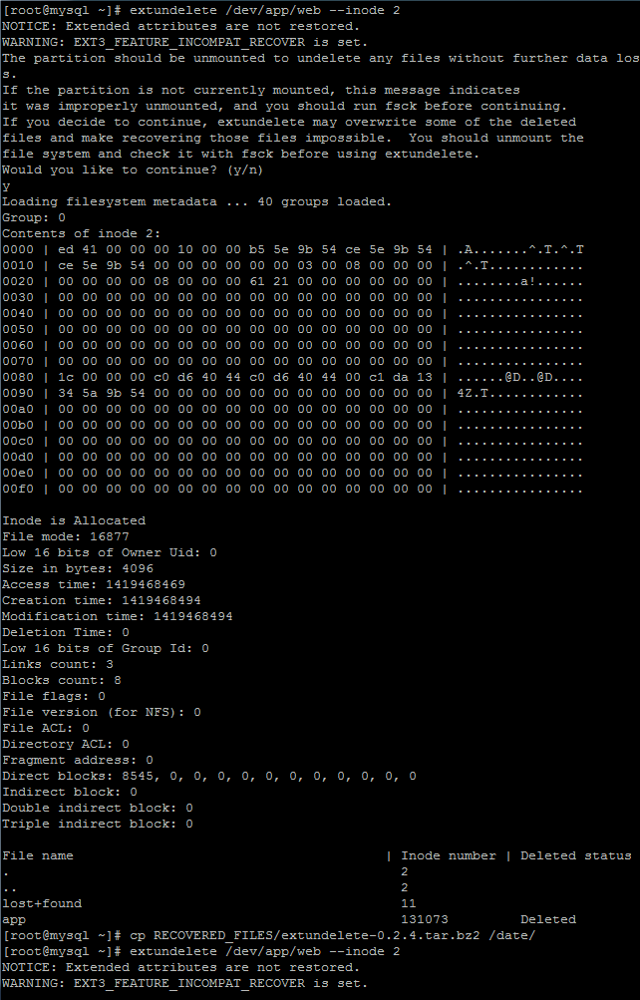 [root@mysql ~]# extundelete /dev/app/web --inode 2
NOTICE: Extended attributes are not restored.
WARNING: EXT3_FEATURE_INCOMPAT_RECOVER is set.
The partition should be unmounted to undelete any files without further data los
s.
If the partition is not currently mounted, this message indicates
it was improperly unmounted, and you should run fsck before continuing.
If you decide to continue, extundelete may overwrite some of the deleted
files and make recovering those files impossible.  You should unmount the
file system and check it with fsck before using extundelete.
Would you like to continue? (y/n)
y
Loading filesystem metadata ... 40 groups loaded.
Group: 0
Contents of inode 2:
0000 | ed 41 00 00 00 10 00 00 b5 5e 9b 54 ce 5e 9b 54 | .A.......^.T.^.T
0010 | ce 5e 9b 54 00 00 00 00 00 00 03 00 08 00 00 00 | .^.T............
0020 | 00 00 00 00 08 00 00 00 61 21 00 00 00 00 00 00 | ........a!......
0030 | 00 00 00 00 00 00 00 00 00 00 00 00 00 00 00 00 | ................
0040 | 00 00 00 00 00 00 00 00 00 00 00 00 00 00 00 00 | ................
0050 | 00 00 00 00 00 00 00 00 00 00 00 00 00 00 00 00 | ................
0060 | 00 00 00 00 00 00 00 00 00 00 00 00 00 00 00 00 | ................
0070 | 00 00 00 00 00 00 00 00 00 00 00 00 00 00 00 00 | ................
0080 | 1c 00 00 00 c0 d6 40 44 c0 d6 40 44 00 c1 da 13 | ......@D..@D....
0090 | 34 5a 9b 54 00 00 00 00 00 00 00 00 00 00 00 00 | 4Z.T............
00a0 | 00 00 00 00 00 00 00 00 00 00 00 00 00 00 00 00 | ................
00b0 | 00 00 00 00 00 00 00 00 00 00 00 00 00 00 00 00 | ................
00c0 | 00 00 00 00 00 00 00 00 00 00 00 00 00 00 00 00 | ................
00d0 | 00 00 00 00 00 00 00 00 00 00 00 00 00 00 00 00 | ................
00e0 | 00 00 00 00 00 00 00 00 00 00 00 00 00 00 00 00 | ................
00f0 | 00 00 00 00 00 00 00 00 00 00 00 00 00 00 00 00 | ................
Inode is Allocated
File mode: 16877
Low 16 bits of Owner Uid: 0
Size in bytes: 4096
Access time: 1419468469
Creation time: 1419468494
Modification time: 1419468494
Deletion Time: 0
Low 16 bits of Group Id: 0
Links count: 3
Blocks count: 8
File flags: 0
File version (for NFS): 0
File ACL: 0
Directory ACL: 0
Fragment address: 0
Direct blocks: 8545, 0, 0, 0, 0, 0, 0, 0, 0, 0, 0, 0
Indirect block: 0
Double indirect block: 0
Triple indirect block: 0
File name | Inode number | Deleted status
. 2
.. 2
lost+found 11
app 131073 Deleted
[root@mysql ~]# cp RECOVERED_FILES/extundelete-0.2.4.tar.bz2 /date/
[root@mysql ~]# extundelete /dev/app/web --inode 2
NOTICE: Extended attributes are not restored.
WARNING: EXT3_FEATURE_INCOMPAT_RECOVER is set.